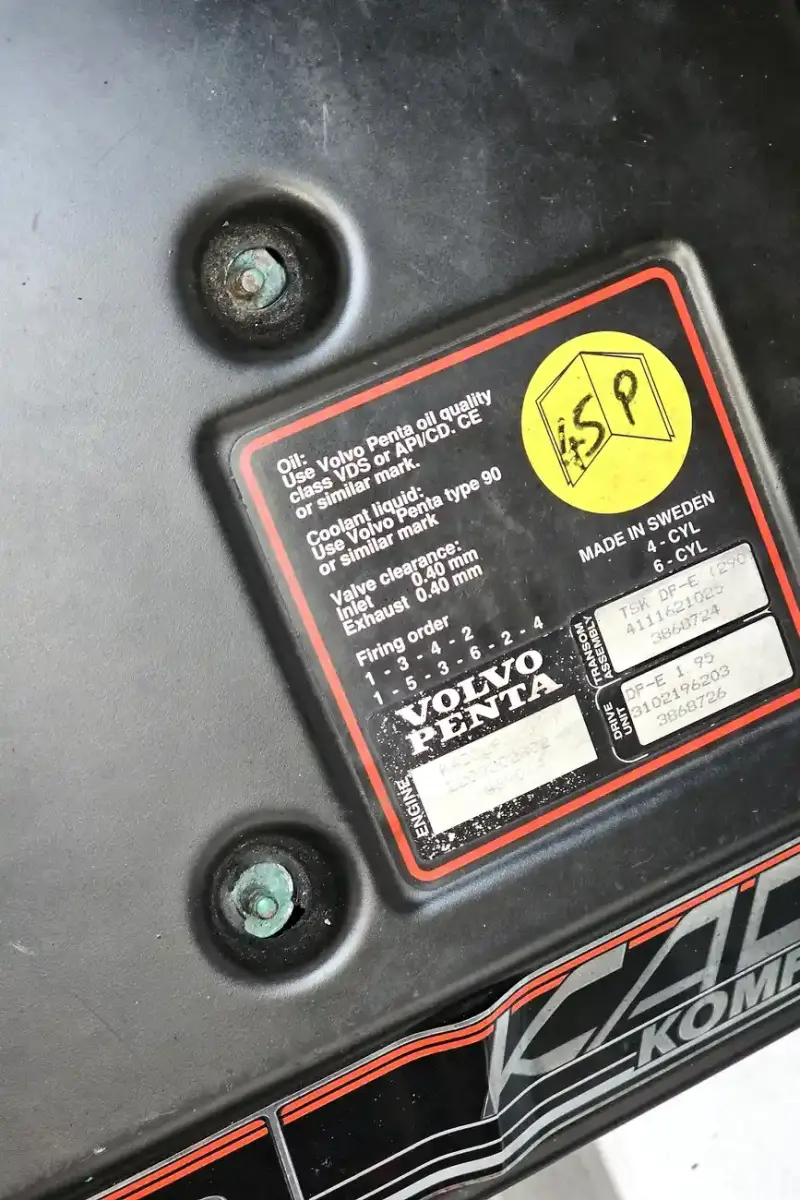 Oil:
Use Volvo Penta oil quality
class VDS or API/CD. CE
or similar mark.
Coolant liquid:
Use Volvo Penta type 90
or similar mark
Valve clearance:
Inlet 0.40 mm
Exhaust 0.40 mm
Firing order
1 - 3 - 4 - 2
1 - 5 - 3 - 6 - 2 - 4
MADE IN SWEDEN
4 - CYL
6 - CYL
TRANSOM
ASSEMBLY
TSK DP-E (290
4111621025
3868724
DRIVE
UNIT
DP-E 1.95
3102196203
3868726
VOLVO
PENTA
ENGINE
KAD
KOMP